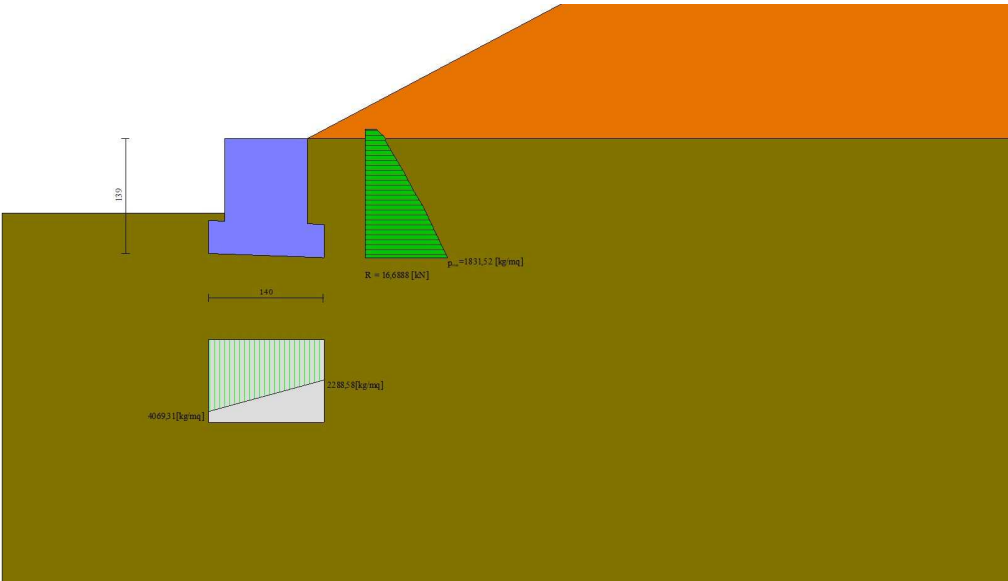 139
=1831,52 [kg/mq]
R = 16,6888 [kN]
140
2288,58[kg/mq]
4069,31[kg/mq]